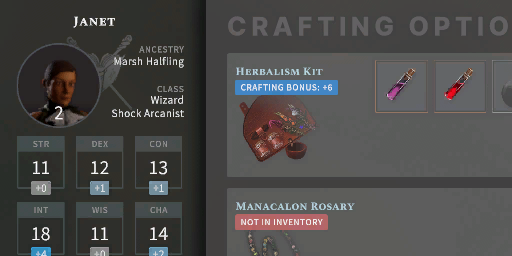 JANET
ANCESTRY
Marsh Halfling
CLASS
Wizard
Shock Arcanist
2
STR
DEX
CON
11
12
13
+0
+1
+1
INT
WIS
CHA
18
11
14
+4
+0
+2
CRAFTING OPTIO
HERBALISM KIT
CRAFTING BONUS: +6
MANACALON ROSARY
NOT IN INVENTORY